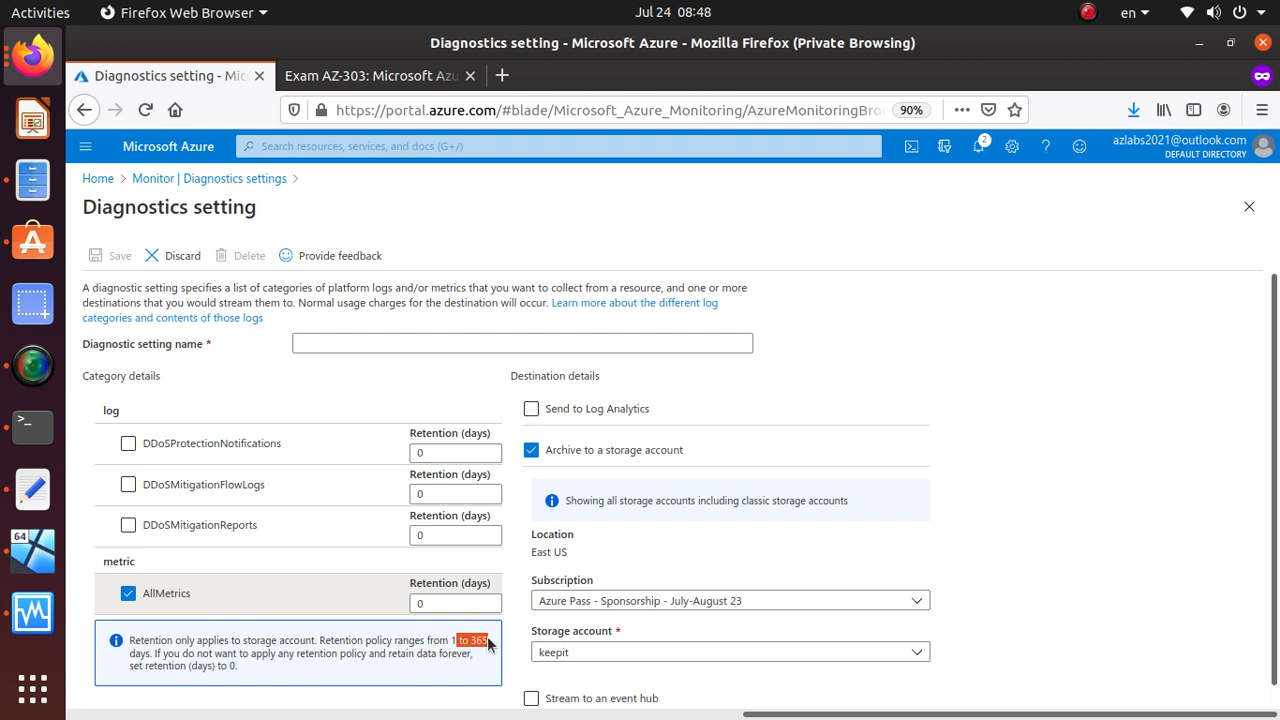 Activities
Firefox Web Browser
Jul 24 08:48
en
Diagnostics setting - Microsoft Azure - Mozilla Firefox (Private Browsing)
Diagnostics setting - Mic
Exam AZ-303: Microsoft Azu
https://portal.azure.com/#blade/Microsoft_Azure_Monitoring/AzureMonitoringBro
90%
Microsoft Azure
Search resources, services, and docs (G+/)
2
azlabs2021@outlook.com
DEFAULT DIRECTORY
Home > Monitor | Diagnostics settings >
Diagnostics setting
Save
Discard
Delete
Provide feedback
A diagnostic setting specifies a list of categories of platform logs and/or metrics that you want to collect from a resource, and one or more
destinations that you would stream them to. Normal usage charges for the destination will occur. Learn more about the different log
categories and contents of those logs
Diagnostic setting name *
Category details
Destination details
log
Send to Log Analytics
Retention (days)
DDoSProtectionNotifications
0
Archive to a storage account
Retention (days)
DDoSMitigationFlowLogs
0
Showing all storage accounts including classic storage accounts
Retention (days)
DDoSMitigationReports
0
Location
East US
metric
Retention (days)
AllMetrics
0
Subscription
Azure Pass - Sponsorship - July-August 23
Storage account *
keepit
Retention only applies to storage account. Retention policy ranges from 1 to 365
days. If you do not want to apply any retention policy and retain data forever,
set retention (days) to 0.
Stream to an event hub
64